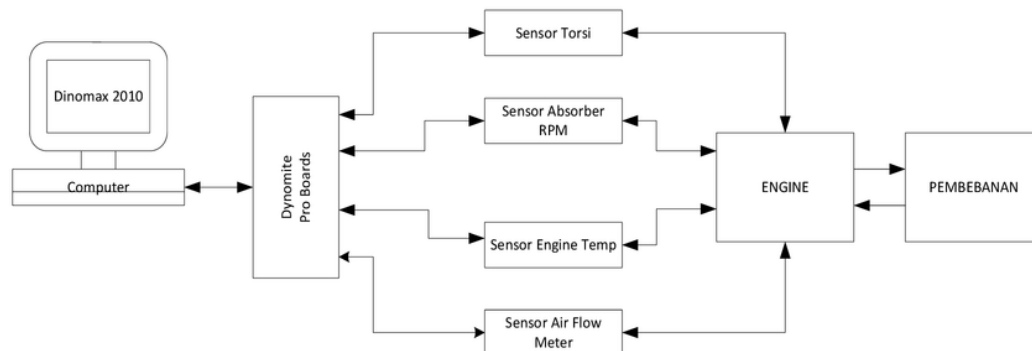 Dinomax 2010
Computer
Dynomite
Pro Boards
Sensor Torsi
Sensor Absorber
RPM
Sensor Engine Temp
Sensor Air Flow
Meter
ENGINE
PEMBEBANAN